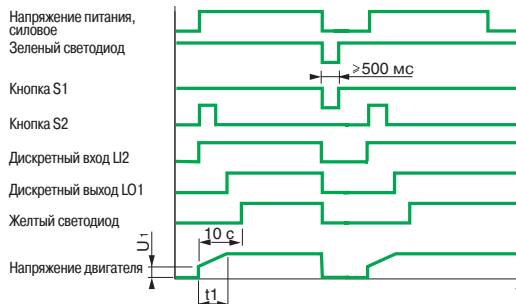 Напряжение питания,
силовое
Зеленый светодиод
≥500 мс
Кнопка S1
Кнопка S2
Дискретный вход LI2
Дискретный выход LO1
Желтый светодиод
10 с
U1
Напряжение двигателя
t1